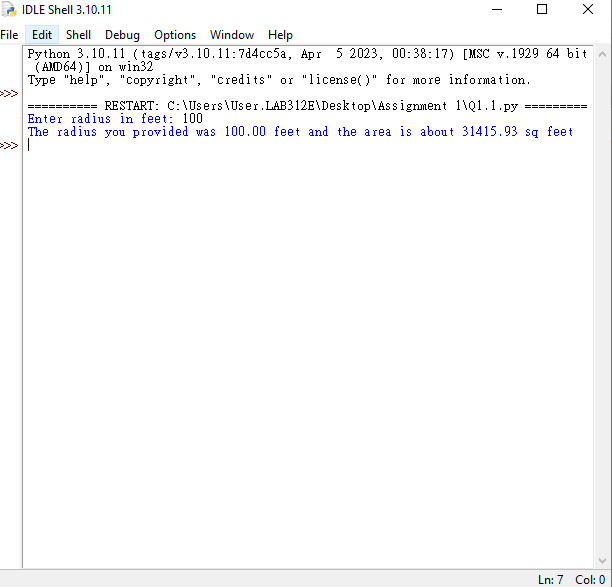 IDLE Shell 3.10.11
File Edit Shell Debug Options Window Help
Python 3.10.11 (tags/v3.10.11:7d4cc5a, Apr  5 2023, 00:38:17) [MSC v.1929 64 bit
(AMD64)] on win32
Type "help", "copyright", "credits" or "license()" for more information.
>>>
========== RESTART: C:\Users\User.LAB312E\Desktop\Assignment 1\Q1.1.py =========
Enter radius in feet: 100
The radius you provided was 100.00 feet and the area is about 31415.93 sq feet
>>>
Ln: 7 Col: 0